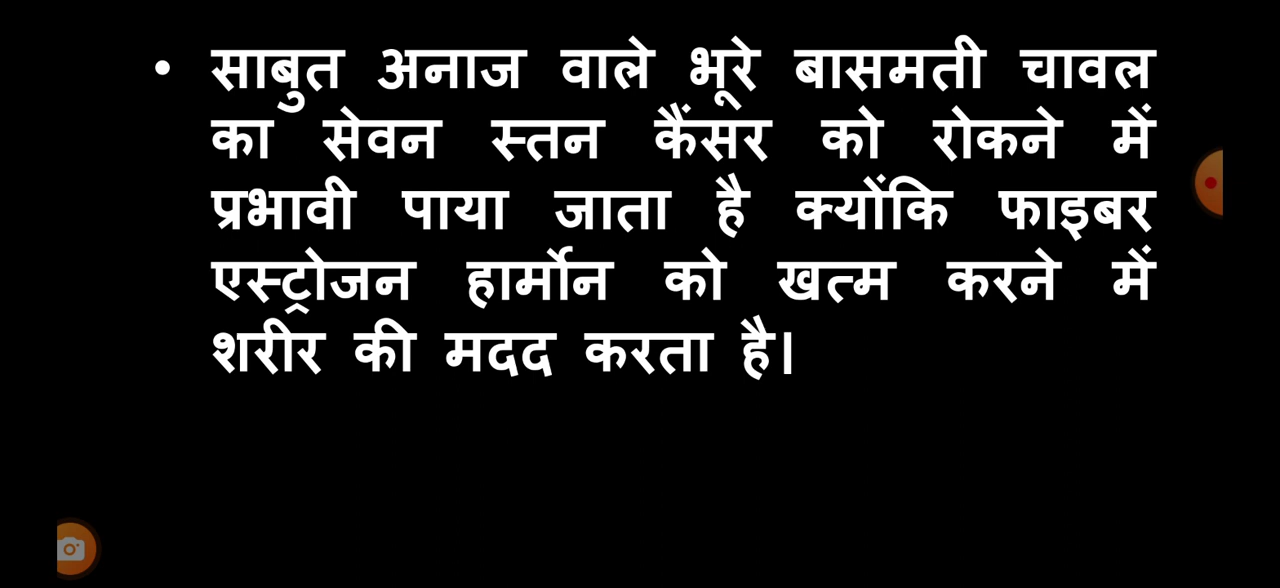 • साबुत अनाज वाले भूरे बासमती चावल
का सेवन स्तन कैंसर को रोकने में
प्रभावी पाया जाता है क्योंकि फाइबर
एस्ट्रोजन हार्मोन को खत्म करने में
शरीर की मदद करता है।